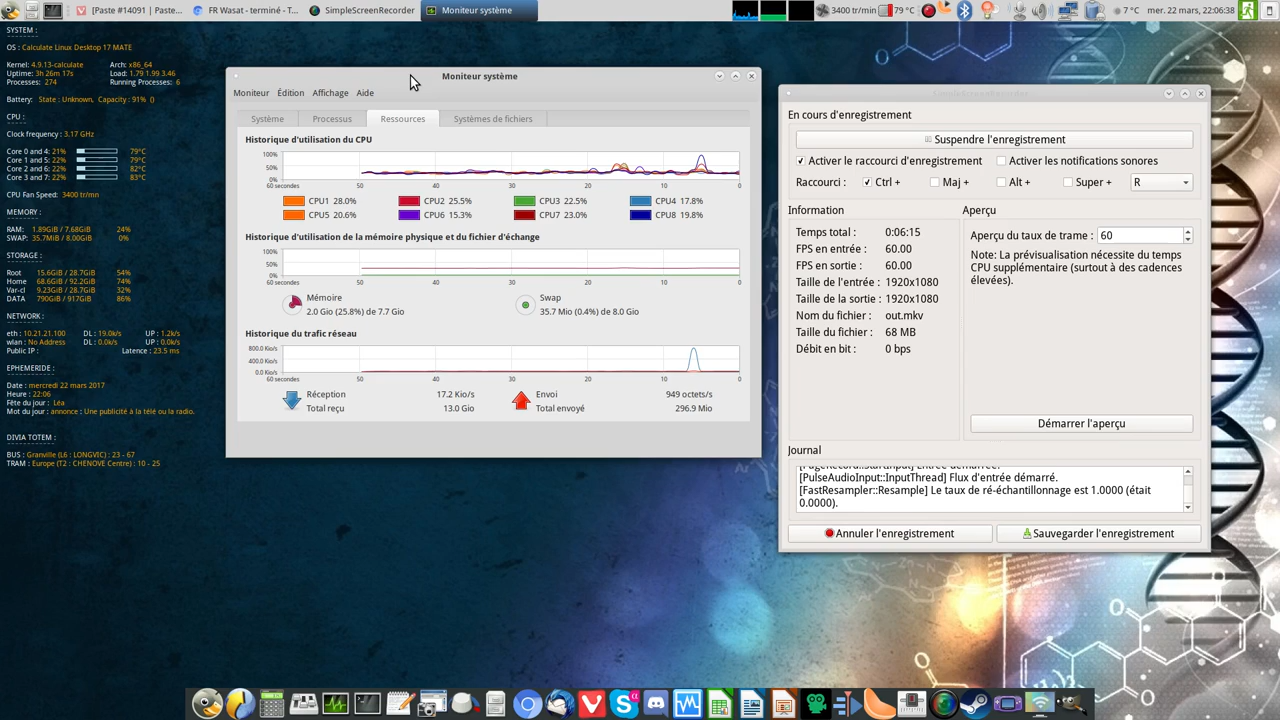 [Paste #14091 ] - Vi...
FR Wasat - terminé - T...
SimpleScreenRecorder
Moniteur système
3400 tr/min
79 °C
7 °C
mer. 22 mars, 22:06:38
SYSTEM :
OS : Calculate Linux Desktop 17 MATE
Kernel: 4.9.13-calculate Arch: x86_64
Uptime: 3h 26m 17s Load: 1.79 1.99 3.46
Processes: 274 Running Processes: 6
Battery: State : Unknown, Capacity : 91% ()
CPU :
Clock frequency : 3.17 GHz
Core 0 and 4: 21% 79°C
Core 1 and 5: 22% 79°C
Core 2 and 6: 22% 82°C
Core 3 and 7: 22% 83°C
CPU Fan Speed: 3400 tr/mn
MEMORY :
RAM: 1.89GiB / 7.68GiB 24%
SWAP: 35.7MiB / 8.00GiB 0%
STORAGE :
Root 15.6GiB / 28.7GiB 54%
Home 68.6GiB / 92.2GiB 74%
Var-cl 9.23GiB / 28.7GiB 32%
DATA 790GiB / 917GiB 86%
NETWORK :
eth : 10.21.21.100 DL : 19.0k/s UP : 1.2k/s
wlan : No Address DL : 0.0k/s UP : 0.0k/s
Public IP : Latence : 23.5 ms
EPHEMERIDE :
Date : mercredi 22 mars 2017
Heure : 22:06
Fête du jour : Léa
Mot du jour : annonce : Une publicité à la télé ou la radio.
DIVIA TOTEM :
BUS : Granville (L6 : LONGVIC) : 23 - 67
TRAM : Europe (T2 : CHENOVE Centre) : 10 - 25
Moniteur système
Moniteur Édition Affichage Aide
Système Processus Ressources Systèmes de fichiers
Historique d'utilisation du CPU
100%
50%
0%
60 secondes 50 40 30 20 10 0
CPU1 28.0% CPU2 25.5% CPU3 22.5% CPU4 17.8%
CPU5 20.6% CPU6 15.3% CPU7 23.0% CPU8 19.8%
Historique d'utilisation de la mémoire physique et du fichier d'échange
100%
50%
0%
60 secondes 50 40 30 20 10 0
Mémoire Swap
2.0 Gio (25.8%) de 7.7 Gio 35.7 Mio (0.4%) de 8.0 Gio
Historique du trafic réseau
800.0 Kio/s
400.0 Kio/s
0.0 Kio/s
60 secondes 50 40 30 20 10 0
Réception 17.2 Kio/s Envoi 949 octets/s
Total reçu 13.0 Gio Total envoyé 296.9 Mio
SimpleScreenRecorder
En cours d'enregistrement
Suspendre l'enregistrement
Activer le raccourci d'enregistrement Activer les notifications sonores
Raccourci : Ctrl + Maj + Alt + Super + R
Information
Temps total : 0:06:15
FPS en entrée : 60.00
FPS en sortie : 60.00
Taille de l'entrée : 1920x1080
Taille de la sortie : 1920x1080
Nom du fichier : out.mkv
Taille du fichier : 68 MB
Débit en bit : 0 bps
Aperçu
Aperçu du taux de trame : 60
Note: La prévisualisation nécessite du temps
CPU supplémentaire (surtout à des cadences
élevées).
Démarrer l'aperçu
Journal
[PageRecord::StartInput] Entrée démarrée.
[PulseAudioInput::InputThread] Flux d'entrée démarré.
[FastResampler::Resample] Le taux de ré-échantillonnage est 1.0000 (était
0.0000).
Annuler l'enregistrement
Sauvegarder l'enregistrement